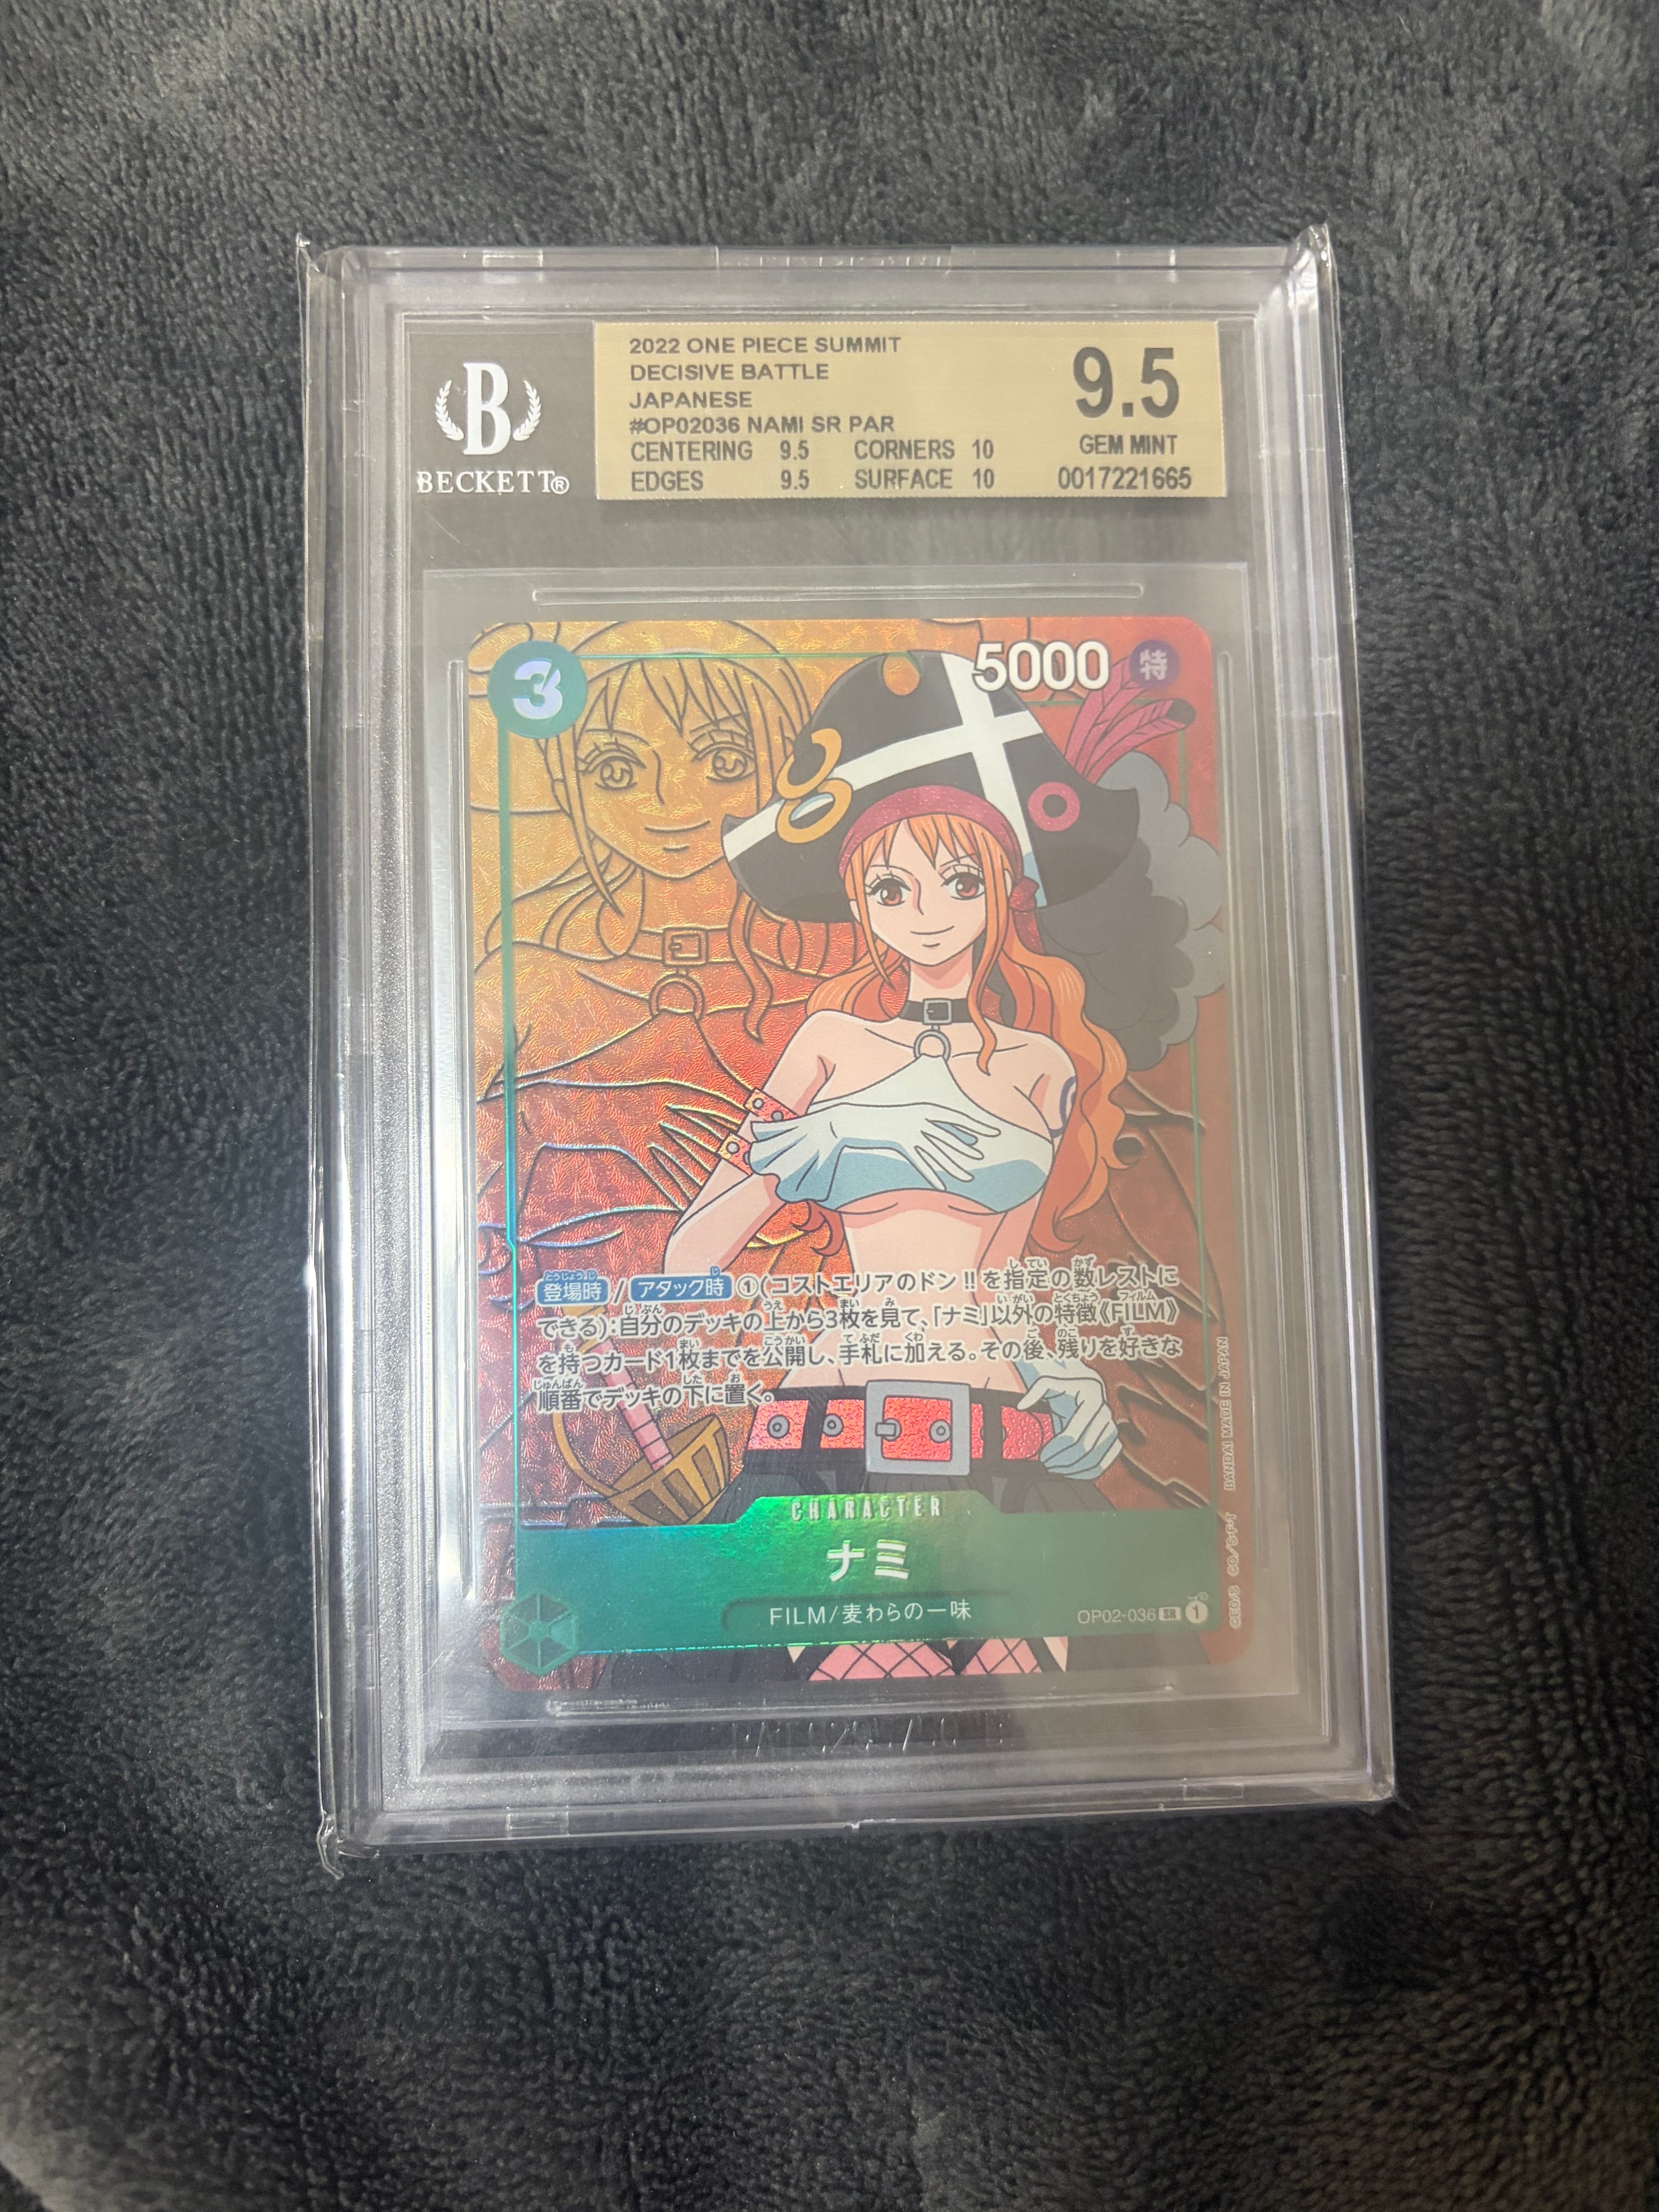 B
BECKETT®
2022 ONE PIECE SUMMIT
DECISIVE BATTLE
JAPANESE
#OP02036 NAMI SR PAR
CENTERING 9.5 CORNERS 10
EDGES 9.5 SURFACE 10
9.5
GEM MINT
0017221665
3
5000 特
登場時 / アタック時 ①(コストエリアのドン!!を指定の数レストに
できる):自分のデッキの上から3枚を見て、「ナミ」以外の特徴《FILM》
を持つカード1枚までを公開し、手札に加える。その後、残りを好きな
順番でデッキの下に置く。
CHARACTER
ナミ
FILM/麦わらの一味
OP02-036 SR 1
BANDAI MADE IN JAPAN